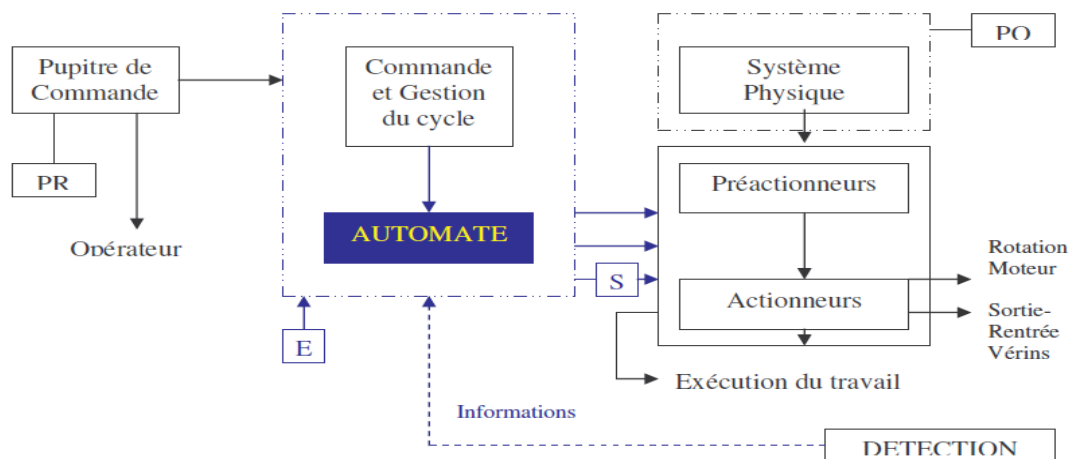 Pupitre de
Commande
PR
Opérateur
Commande
et Gestion
du cycle
AUTOMATE
E
S
PO
Système
Physique
Préactionneurs
Actionneurs
Rotation
Moteur
Sortie-
Rentrée
Vérins
Exécution du travail
Informations
DETECTION